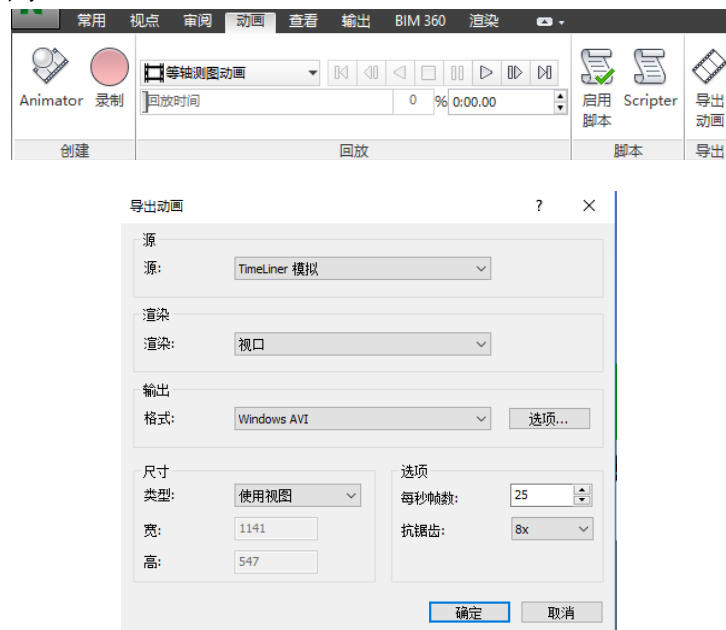 常用 视点 审阅 动画 查看 输出 BIM 360 渲染
等轴测图动画
Animator 录制 回放时间 0 % 0:00.00 启用脚本 Scripter 导出动画
创建 回放 脚本 导出
导出动画 ? ×
源
源: TimeLiner 模拟
渲染
渲染: 视口
输出
格式: Windows AVI 选项...
尺寸 选项
类型: 使用视图 每秒帧数: 25
宽: 1141 抗锯齿: 8x
高: 547
确定 取消